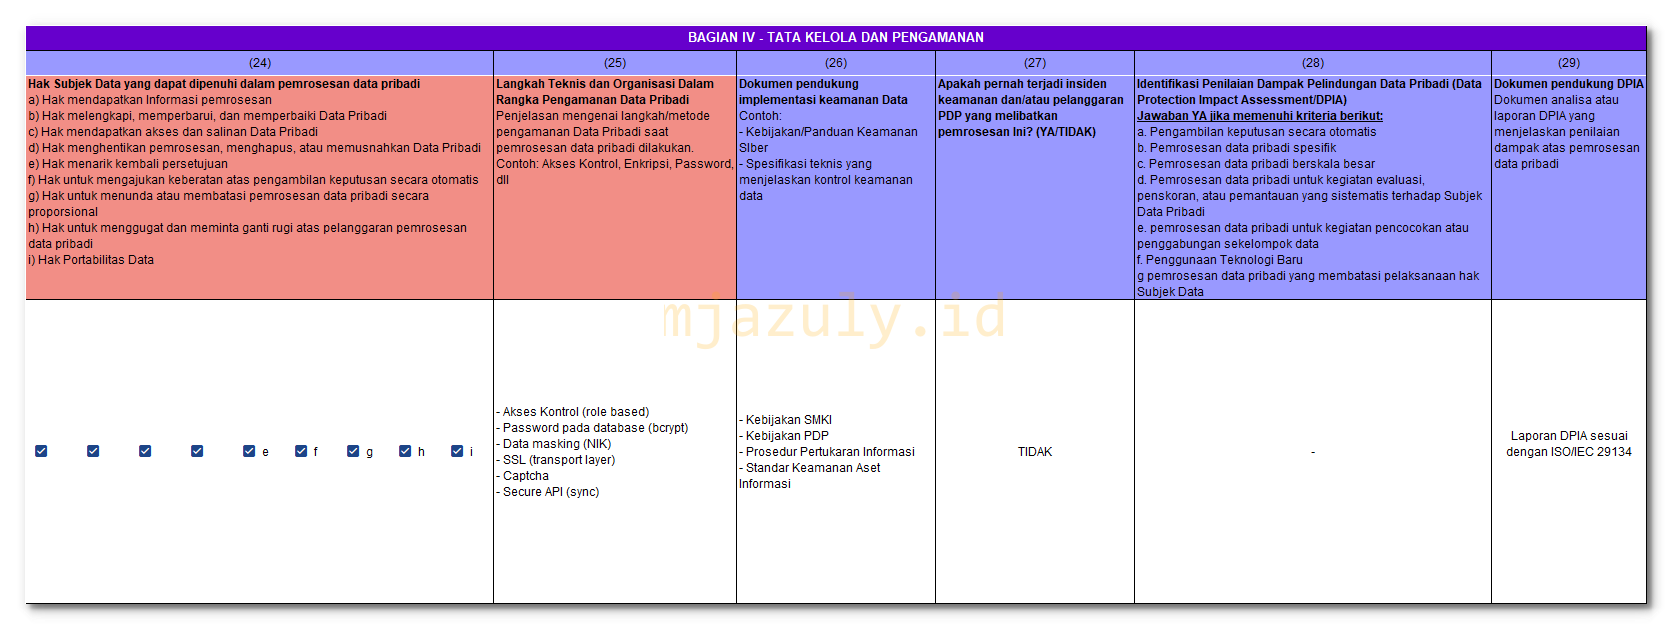 BAGIAN IV - TATA KELOLA DAN PENGAMANAN
(24)
(25)
(26)
(27)
(28)
(29)
Hak Subjek Data yang dapat dipenuhi dalam pemrosesan data pribadi
a) Hak mendapatkan Informasi pemrosesan
b) Hak melengkapi, memperbarui, dan memperbaiki Data Pribadi
c) Hak mendapatkan akses dan salinan Data Pribadi
d) Hak menghentikan pemrosesan, menghapus, atau memusnahkan Data Pribadi
e) Hak menarik kembali persetujuan
f) Hak untuk mengajukan keberatan atas pengambilan keputusan secara otomatis
g) Hak untuk menunda atau membatasi pemrosesan data pribadi secara
proporsional
h) Hak untuk menggugat dan meminta ganti rugi atas pelanggaran pemrosesan
data pribadi
i) Hak Portabilitas Data
Langkah Teknis dan Organisasi Dalam
Rangka Pengamanan Data Pribadi
Penjelasan mengenai langkah/metode
pengamanan Data Pribadi saat
pemrosesan data pribadi dilakukan.
Contoh: Akses Kontrol, Enkripsi, Password,
dll
Dokumen pendukung
implementasi keamanan Data
Contoh:
- Kebijakan/Panduan Keamanan
SIber
- Spesifikasi teknis yang
menjelaskan kontrol keamanan
data
Apakah pernah terjadi insiden
keamanan dan/atau pelanggaran
PDP yang melibatkan
pemrosesan Ini? (YA/TIDAK)
Identifikasi Penilaian Dampak Pelindungan Data Pribadi (Data
Protection Impact Assessment/DPIA)
Jawaban YA jika memenuhi kriteria berikut:
a. Pengambilan keputusan secara otomatis
b. Pemrosesan data pribadi spesifik
c. Pemrosesan data pribadi berskala besar
d. Pemrosesan data pribadi untuk kegiatan evaluasi,
penskoran, atau pemantauan yang sistematis terhadap Subjek
Data Pribadi
e. pemrosesan data pribadi untuk kegiatan pencocokan atau
penggabungan sekelompok data
f. Penggunaan Teknologi Baru
g pemrosesan data pribadi yang membatasi pelaksanaan hak
Subjek Data
Dokumen pendukung DPIA
Dokumen analisa atau
laporan DPIA yang
menjelaskan penilaian
dampak atas pemrosesan
data pribadi
mjazuly.id
e f g h i
- Akses Kontrol (role based)
- Password pada database (bcrypt)
- Data masking (NIK)
- SSL (transport layer)
- Captcha
- Secure API (sync)
- Kebijakan SMKI
- Kebijakan PDP
- Prosedur Pertukaran Informasi
- Standar Keamanan Aset
Informasi
TIDAK
-
Laporan DPIA sesuai
dengan ISO/IEC 29134